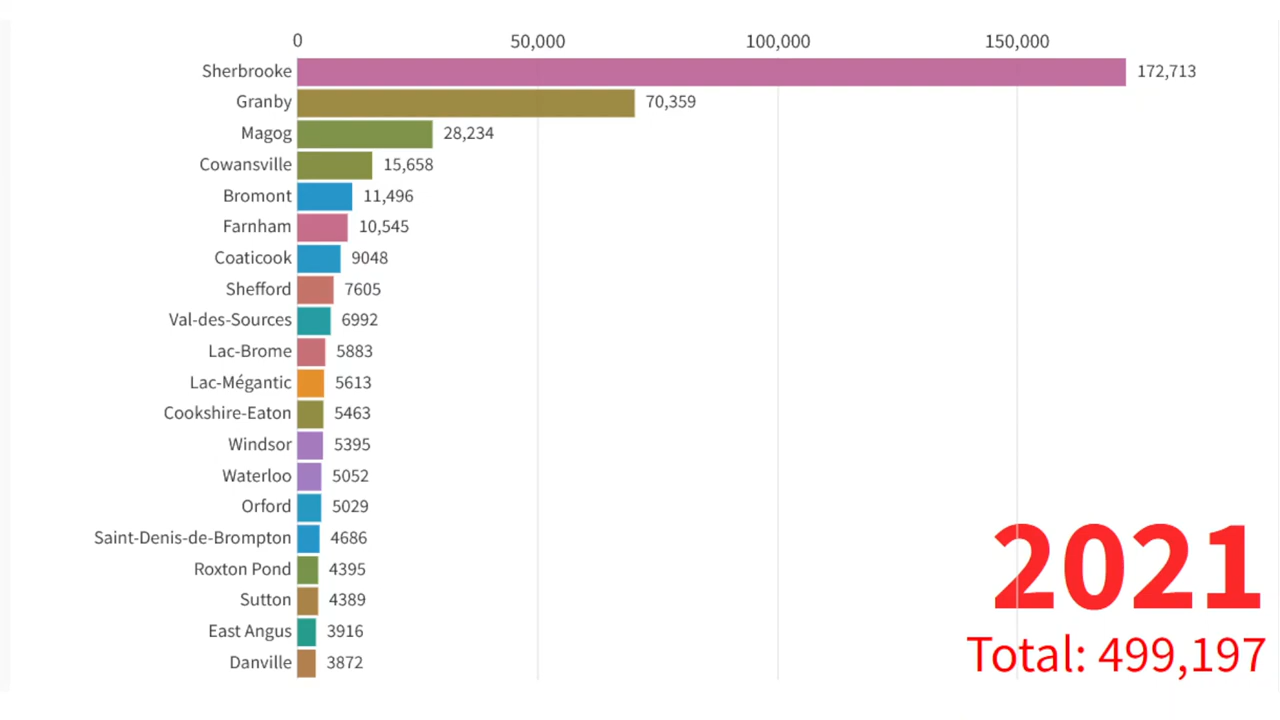 0 50,000 100,000 150,000
Sherbrooke 172,713
Granby 70,359
Magog 28,234
Cowansville 15,658
Bromont 11,496
Farnham 10,545
Coaticook 9048
Shefford 7605
Val-des-Sources 6992
Lac-Brome 5883
Lac-Mégantic 5613
Cookshire-Eaton 5463
Windsor 5395
Waterloo 5052
Orford 5029
Saint-Denis-de-Brompton 4686
Roxton Pond 4395
Sutton 4389
East Angus 3916
Danville 3872
2021
Total: 499,197